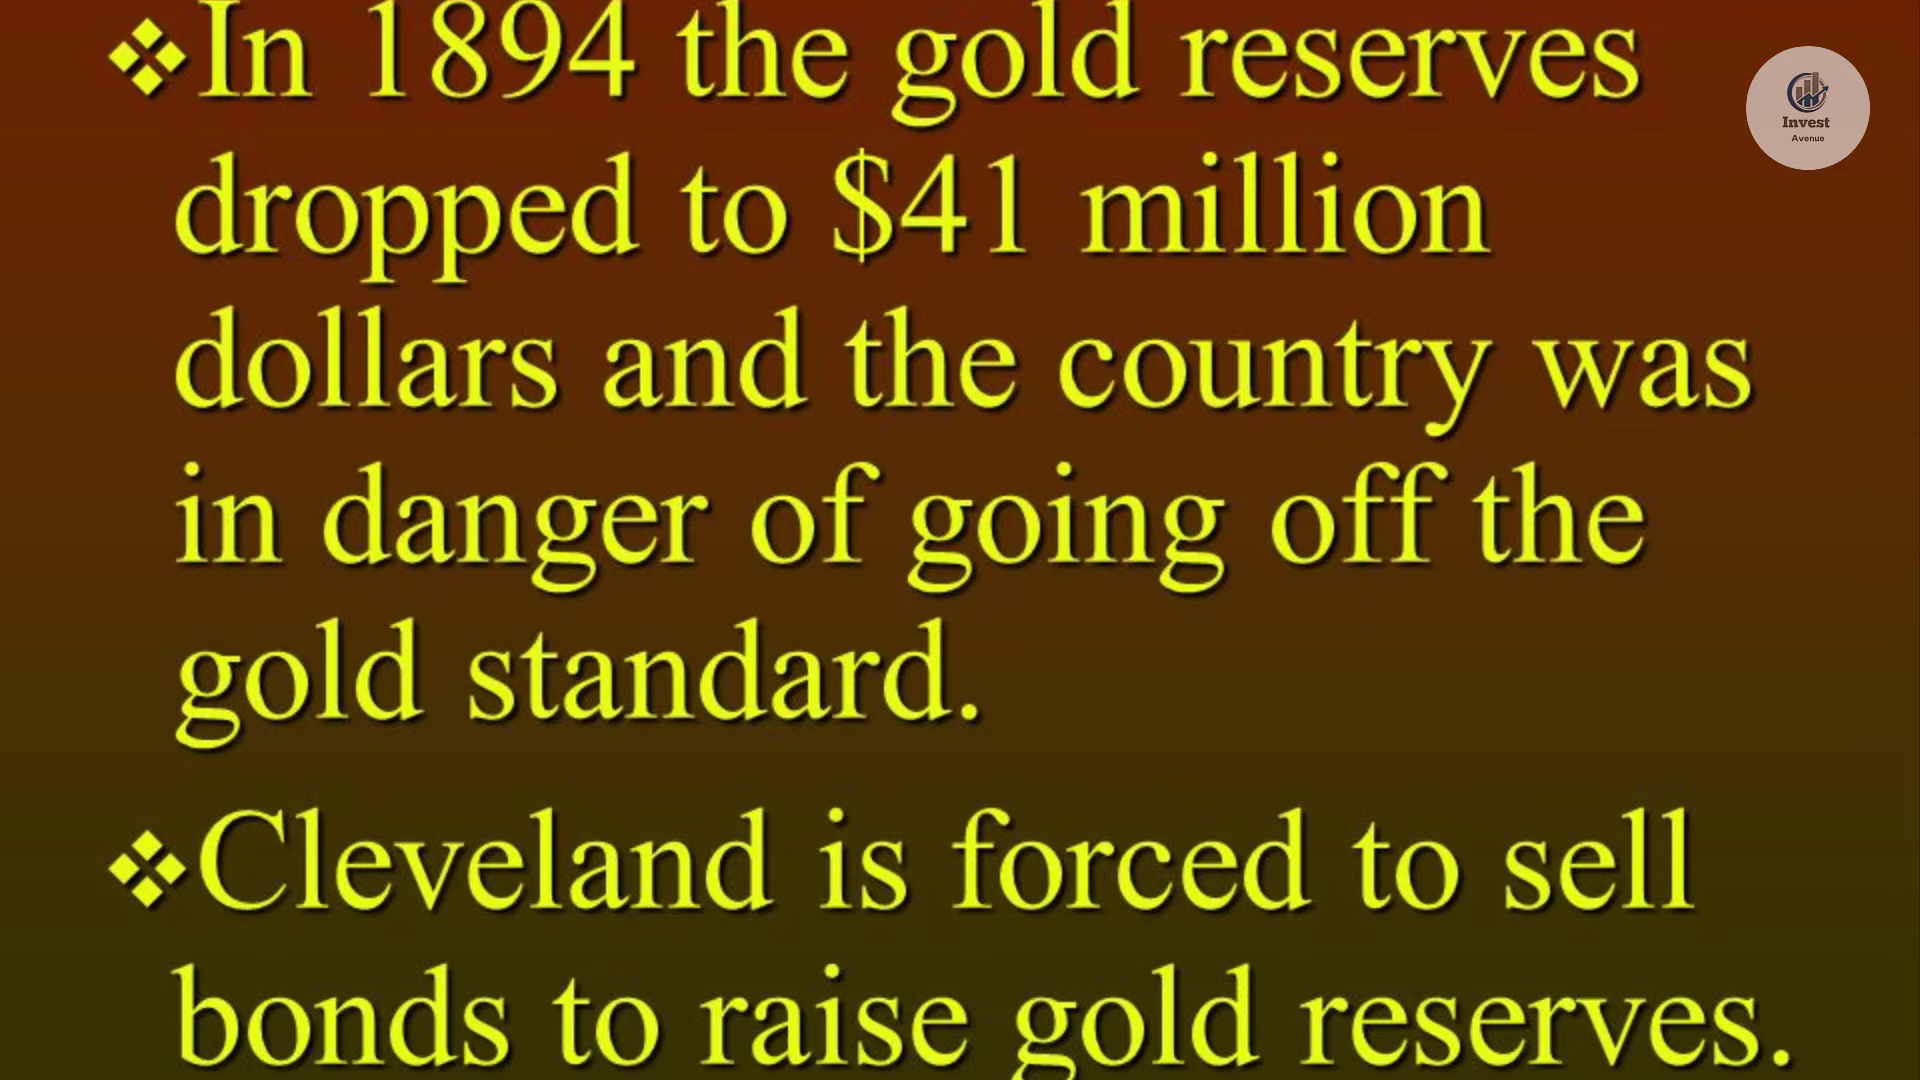 ❖In 1894 the gold reserves
dropped to $41 million
dollars and the country was
in danger of going off the
gold standard.
❖Cleveland is forced to sell
bonds to raise gold reserves.
Invest
Avenue